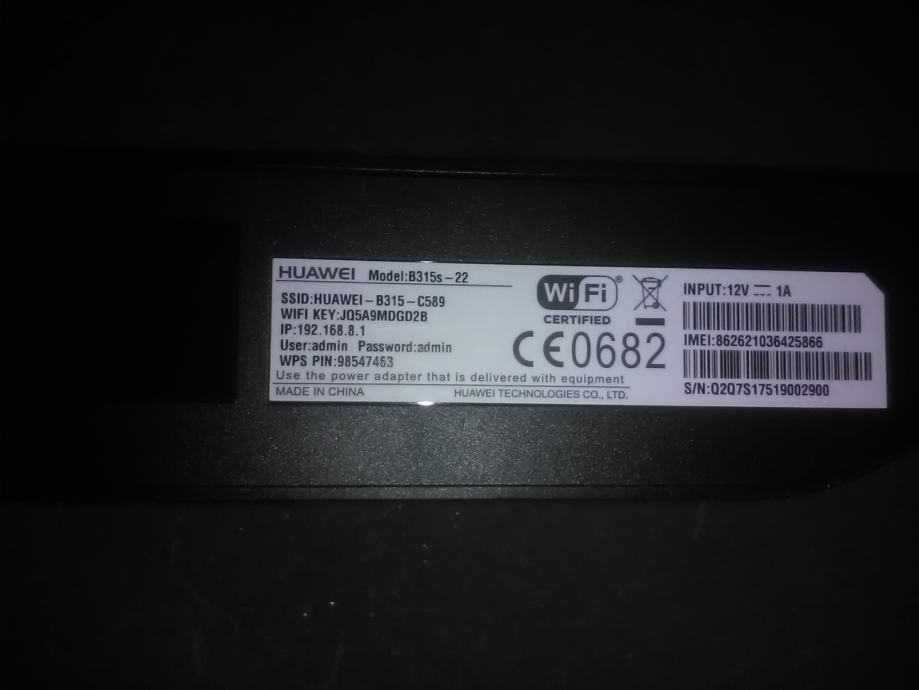 HUAWEI Model:B315s-22
SSID:HUAWEI-B315-C589
WIFI KEY:JQ5A9MDGD2B
IP:192.168.8.1
User:admin Password:admin
WPS PIN:98547463
Use the power adapter that is delivered with equipment
MADE IN CHINA HUAWEI TECHNOLOGIES CO., LTD.
WiFi®
CERTIFIED
CE0682
INPUT:12V ⎓ 1A
IMEI:862621036425866
S/N:Q2Q7S17519002900